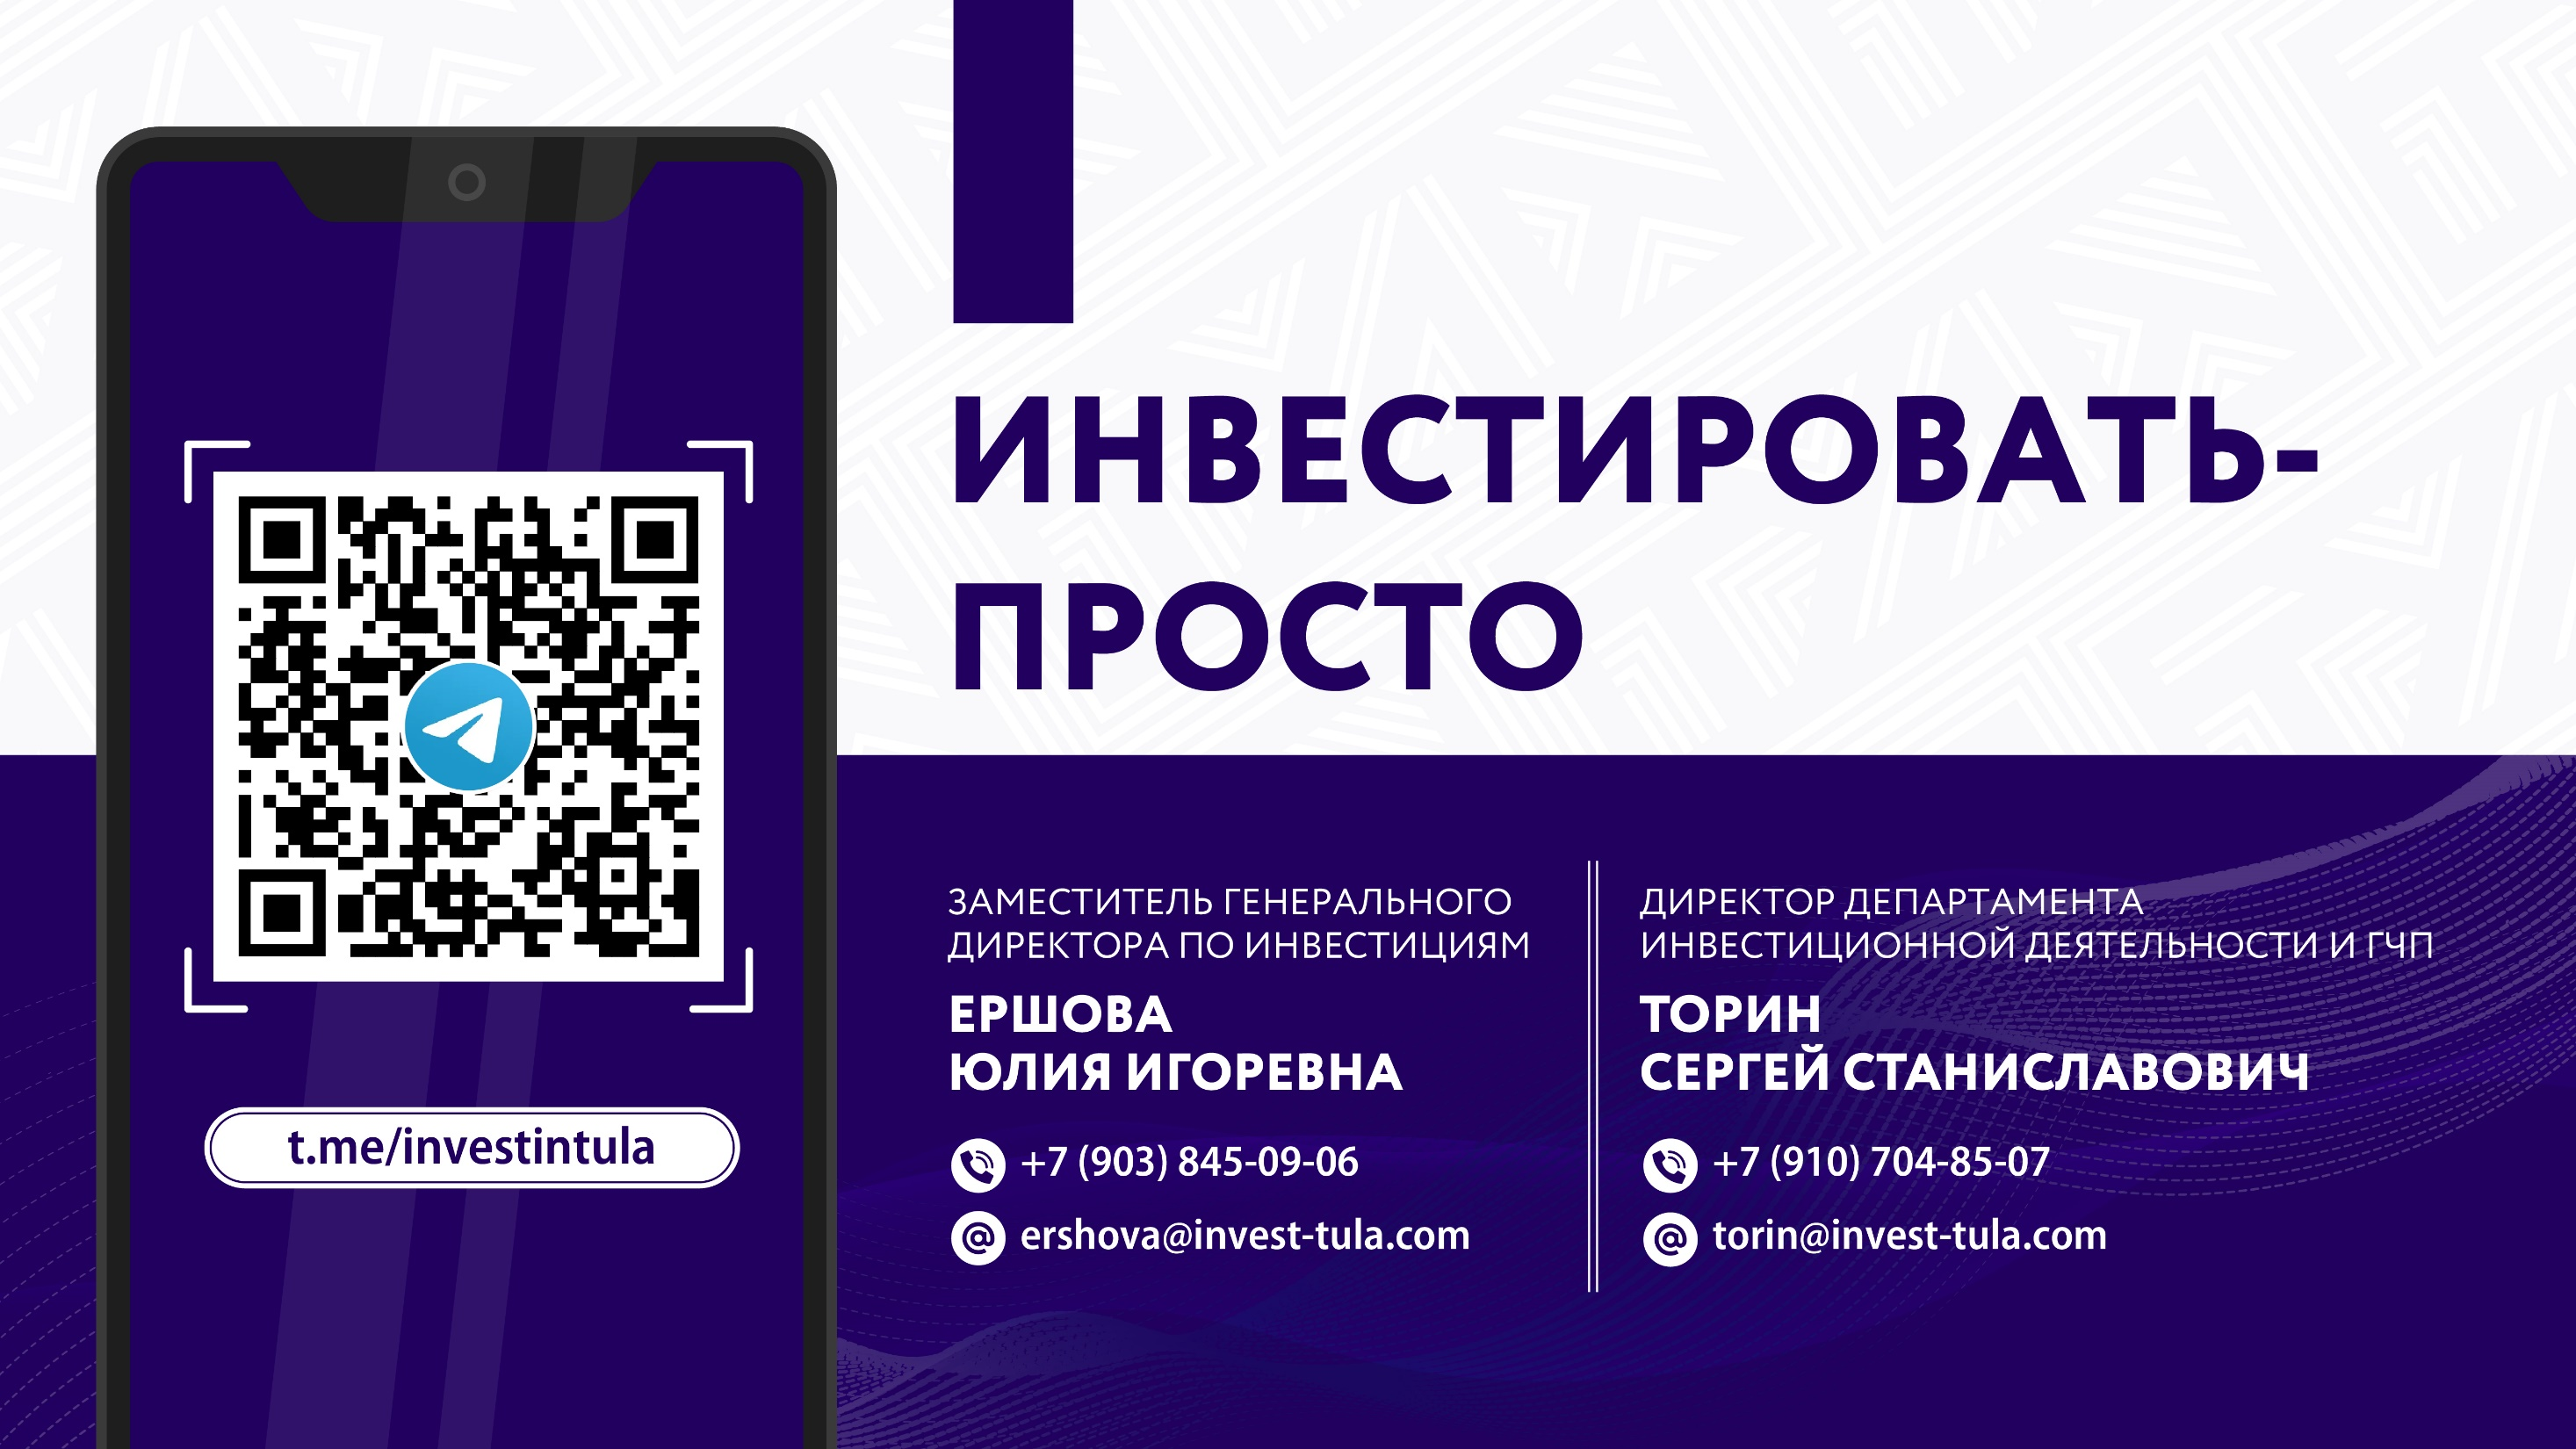 ИНВЕСТИРОВАТЬ-
ПРОСТО
t.me/investintula
ЗАМЕСТИТЕЛЬ ГЕНЕРАЛЬНОГО
ДИРЕКТОРА ПО ИНВЕСТИЦИЯМ
ЕРШОВА
ЮЛИЯ ИГОРЕВНА
+7 (903) 845-09-06
ershova@invest-tula.com
ДИРЕКТОР ДЕПАРТАМЕНТА
ИНВЕСТИЦИОННОЙ ДЕЯТЕЛЬНОСТИ И ГЧП
ТОРИН
СЕРГЕЙ СТАНИСЛАВОВИЧ
+7 (910) 704-85-07
torin@invest-tula.com